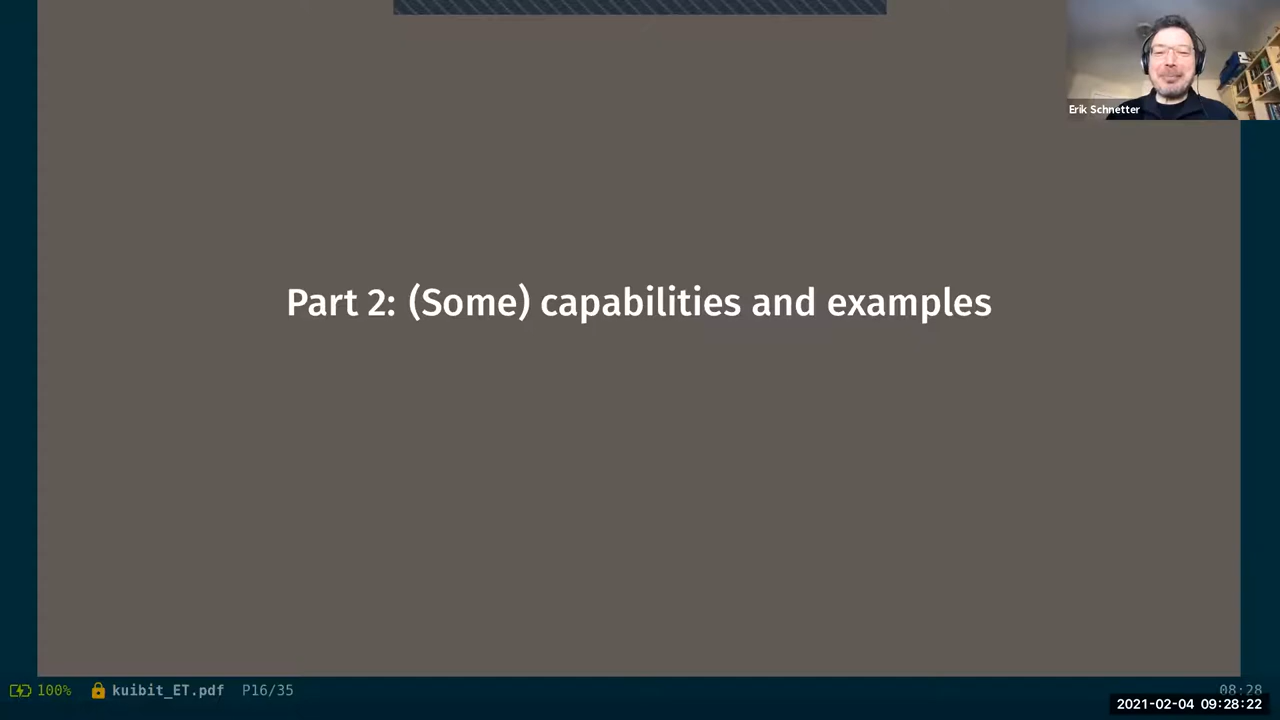 Erik Schnetter
Part 2: (Some) capabilities and examples
100% kuibit_ET.pdf P16/35
08:28
2021-02-04 09:28:22